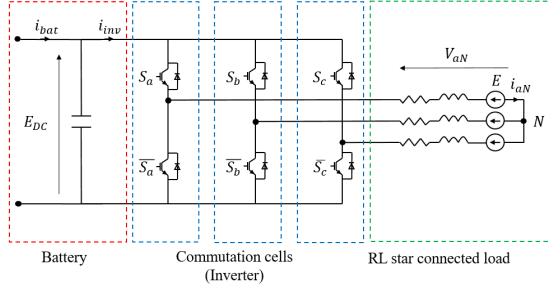 i_bat
i_inv
E_DC
S_a
S_b
S_c
S̅_a̅
S̅_b̅
S̅_c
V_aN
E
i_aN
N
Battery
Commutation cells
(Inverter)
RL star connected load